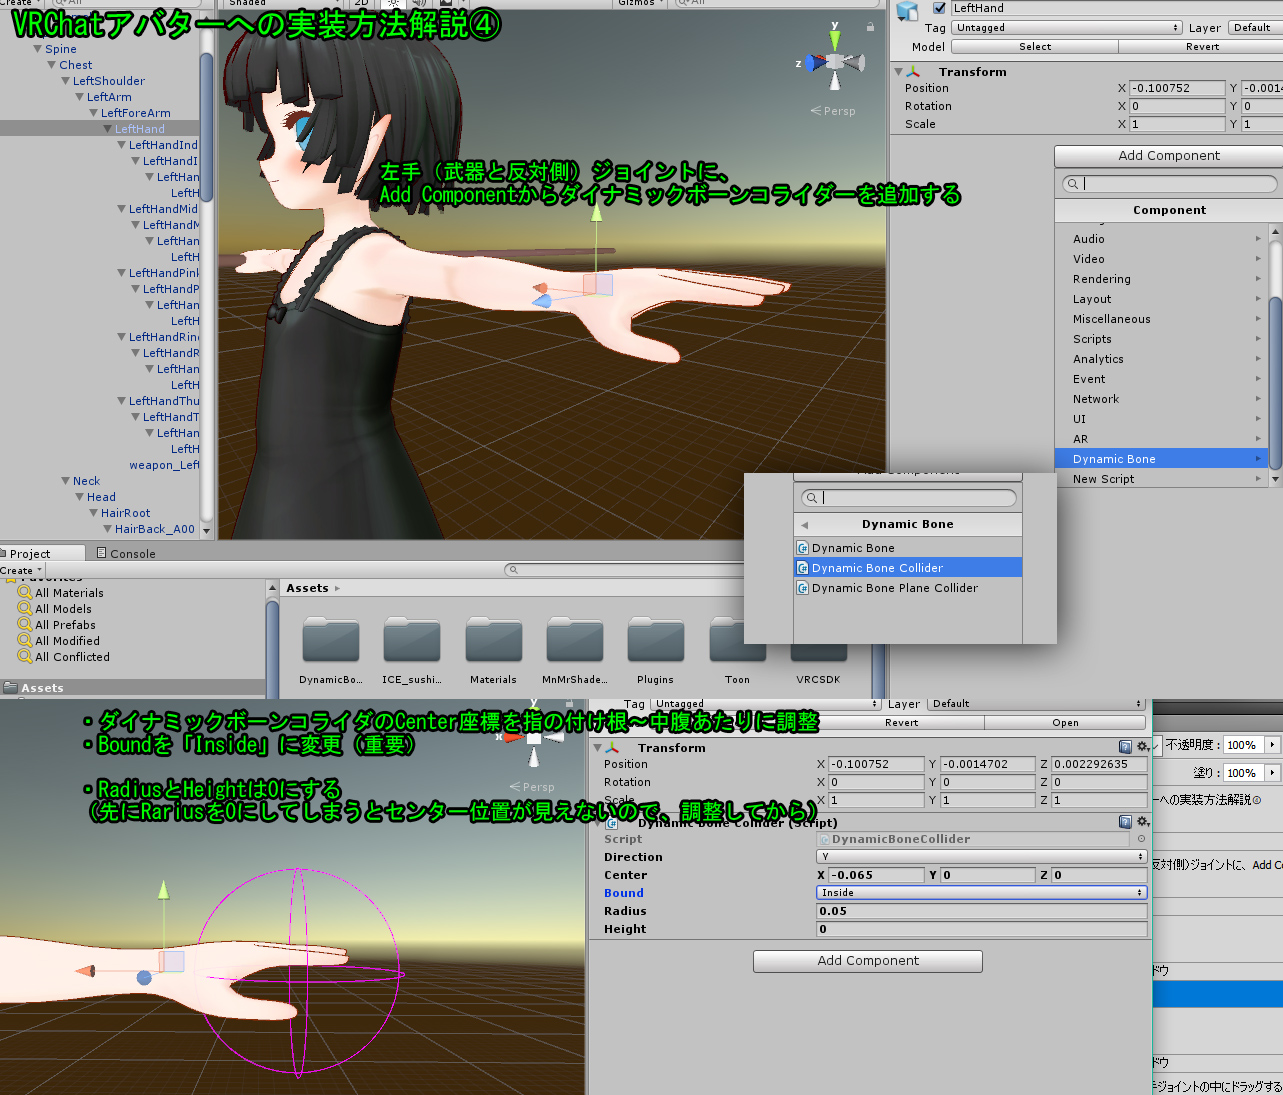 VRChatアバターへの実装方法解説④
Create
All
Shaded
2D
Gizmos
All
Spine
Chest
LeftShoulder
LeftArm
LeftForeArm
LeftHand
LeftHandInd
LeftHandI
LeftHan
LeftH
LeftHandMid
LeftHandM
LeftHan
LeftH
LeftHandPink
LeftHandP
LeftHan
LeftH
LeftHandRing
LeftHandR
LeftHan
LeftH
LeftHandThu
LeftHandT
LeftHan
LeftH
weapon_Left
Neck
Head
HairRoot
HairBack_A00
y
z
Persp
左手（武器と反対側）ジョイントに、
Add Componentからダイナミックボーンコライダーを追加する
LeftHand
Tag Untagged Layer Default
Model Select Revert
Transform
Position X -0.100752 Y -0.0014
Rotation X 0 Y 0
Scale X 1 Y 1
Add Component
Component
Audio
Video
Rendering
Layout
Miscellaneous
Scripts
Analytics
Event
Network
UI
AR
Dynamic Bone
New Script
Add Component
Dynamic Bone
Dynamic Bone
Dynamic Bone Collider
Dynamic Bone Plane Collider
Project
Console
Create
Favorites
All Materials
All Models
All Prefabs
All Modified
All Conflicted
Assets
Assets
DynamicBo...
ICE_sushi...
Materials
MnMrShade...
Plugins
Toon
VRCSDK
・ダイナミックボーンコライダのCenter座標を指の付け根～中腹あたりに調整
・Boundを「Inside」に変更（重要）
・RadiusとHeightは0にする
（先にRariusを0にしてしまうとセンター位置が見えないので、調整してから）
y
x
Persp
Tag Untagged Layer Default
Revert Open
Transform
Position X -0.100752 Y -0.0014702 Z 0.002292635
Rotation X 0 Y 0 Z 0
Scale X 1 Y 1 Z 1
Dynamic Bone Collider (Script)
Script DynamicBoneCollider
Direction Y
Center X -0.065 Y 0 Z 0
Bound Inside
Radius 0.05
Height 0
Add Component
不透明度: 100%
塗り: 100%
への実装方法解説④
反対側)ジョイントに、Add Co
ドウ
ドウ
ジョイントの中にドラッグする